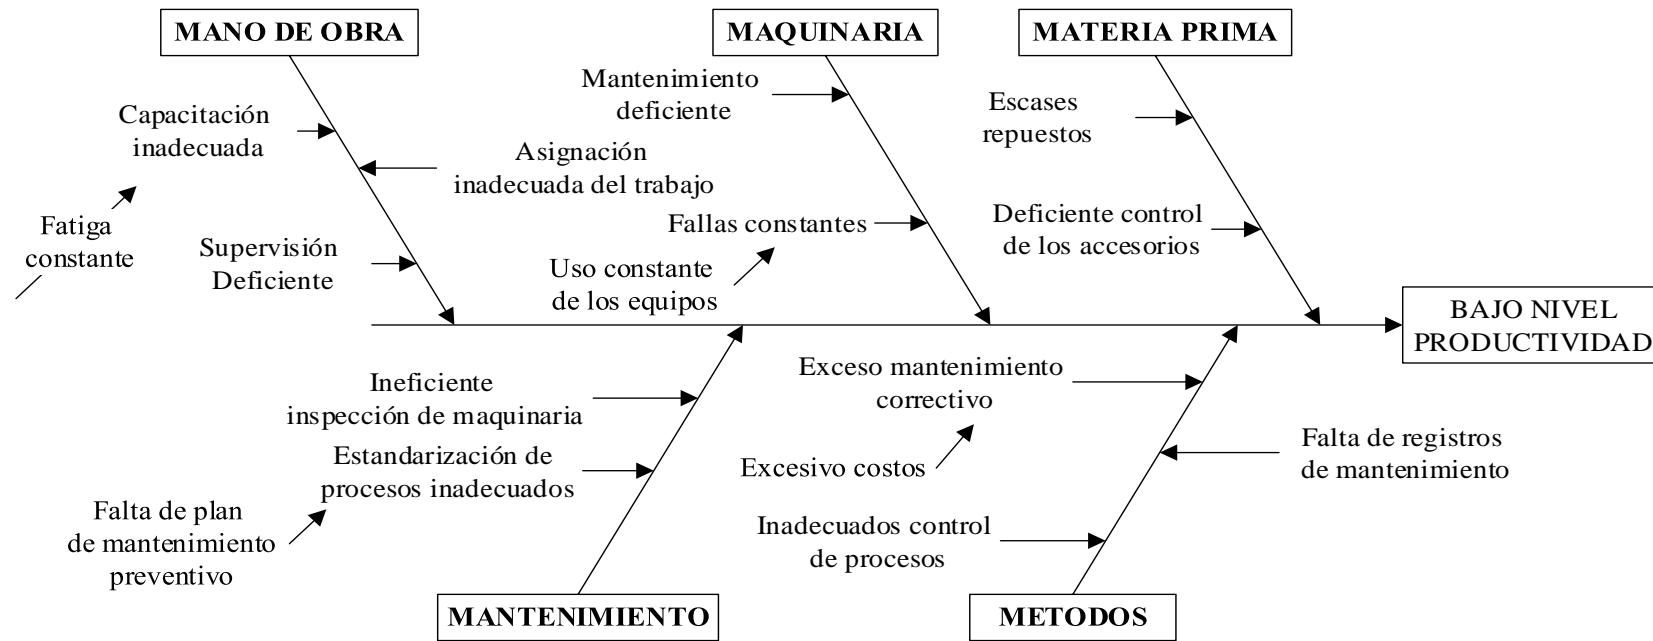 MANO DE OBRA
MAQUINARIA
MATERIA PRIMA
Capacitación
inadecuada
Asignación
inadecuada del trabajo
Fatiga
constante
Supervisión
Deficiente
Mantenimiento
deficiente
Fallas constantes
Uso constante
de los equipos
Escases
repuestos
Deficiente control
de los accesorios
BAJO NIVEL
PRODUCTIVIDAD
Ineficiente
inspección de maquinaria
Estandarización de
procesos inadecuados
Falta de plan
de mantenimiento
preventivo
Exceso mantenimiento
correctivo
Excesivo costos
Falta de registros
de mantenimiento
Inadecuados control
de procesos
MANTENIMIENTO
METODOS